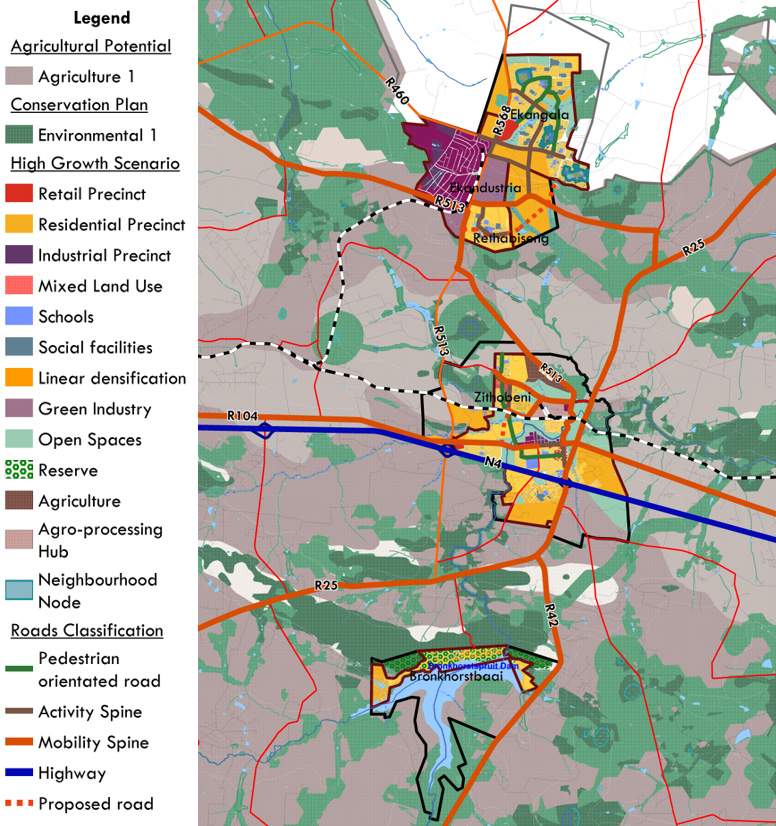 Legend
Agricultural Potential
Agriculture 1
Conservation Plan
Environmental 1
High Growth Scenario
Retail Precinct
Residential Precinct
Industrial Precinct
Mixed Land Use
Schools
Social facilities
Linear densification
Green Industry
Open Spaces
Reserve
Agriculture
Agro-processing
Hub
Neighbourhood
Node
Roads Classification
Pedestrian
orientated road
Activity Spine
Mobility Spine
Highway
Proposed road
R460
R568
Ekangala
Ekandustria
R513
Rethabiseng
R25
R513
R513
Zithobeni
R104
N4
R25
R42
Bronkhorstspruit Dam
Bronkhorstbaai